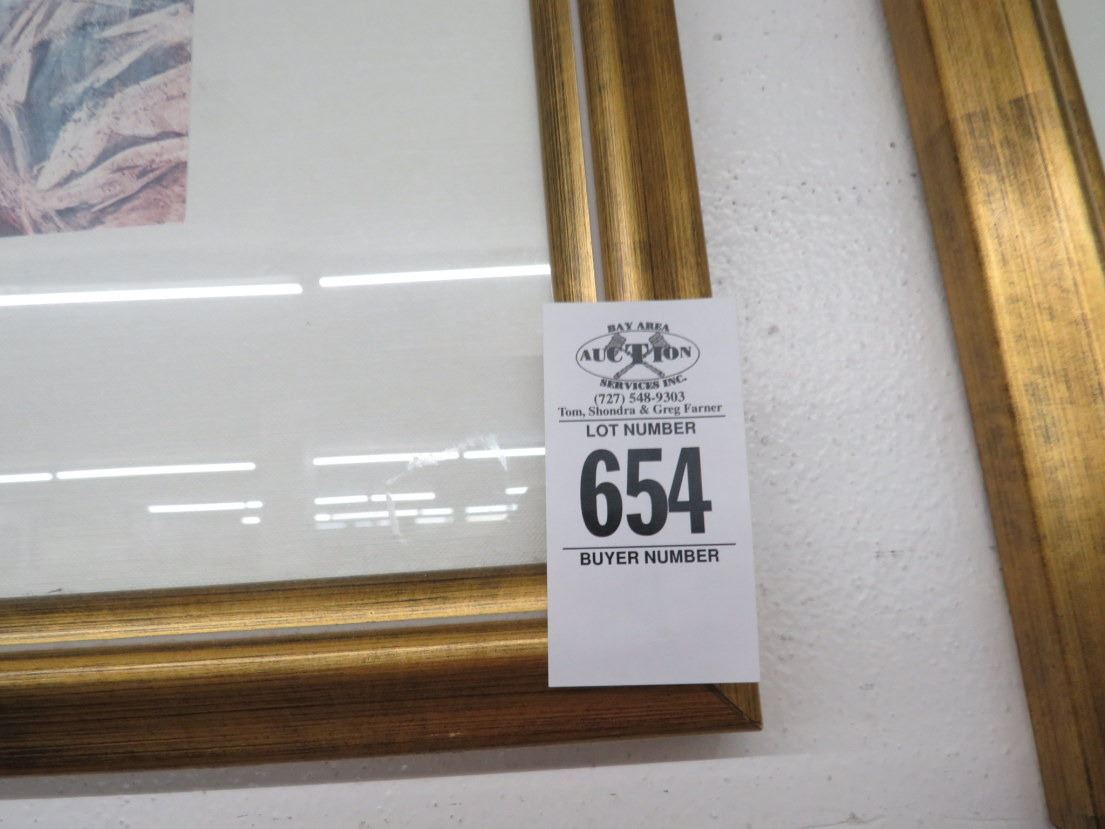 BAY AREA
AUCTION
SERVICES INC.
(727) 548-9303
Tom, Shondra & Greg Farner
LOT NUMBER
654
BUYER NUMBER